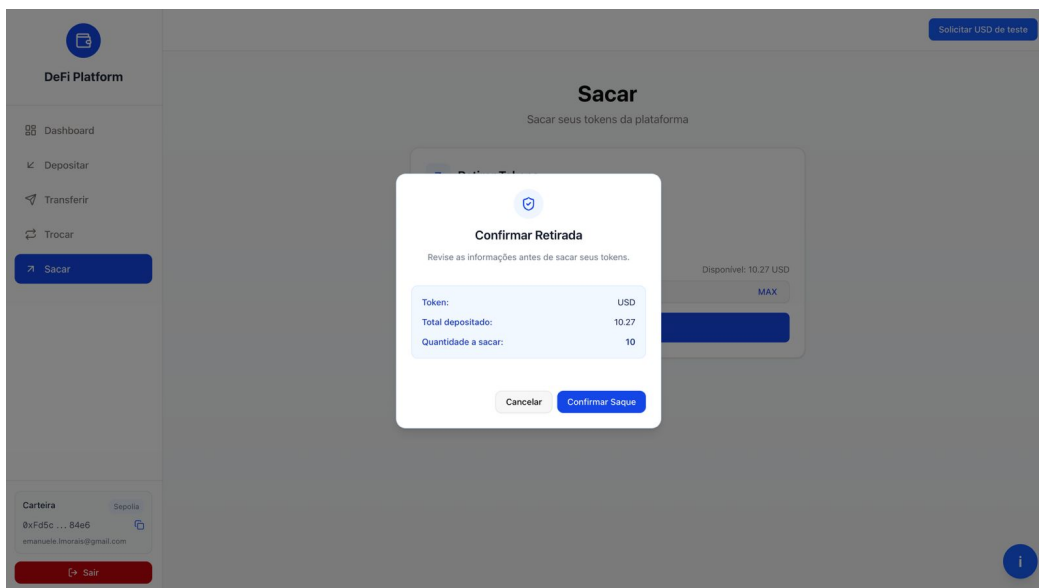 DeFi Platform
Dashboard
Depositar
Transferir
Trocar
Sacar
Carteira
Sepolia
0xFd5c ... 84e6
emanuele.lmorais@gmail.com
Sair
Solicitar USD de teste
Sacar
Sacar seus tokens da plataforma
Disponível: 10.27 USD
MAX
Confirmar Retirada
Revise as informações antes de sacar seus tokens.
Token: USD
Total depositado: 10.27
Quantidade a sacar: 10
Cancelar Confirmar Saque
i